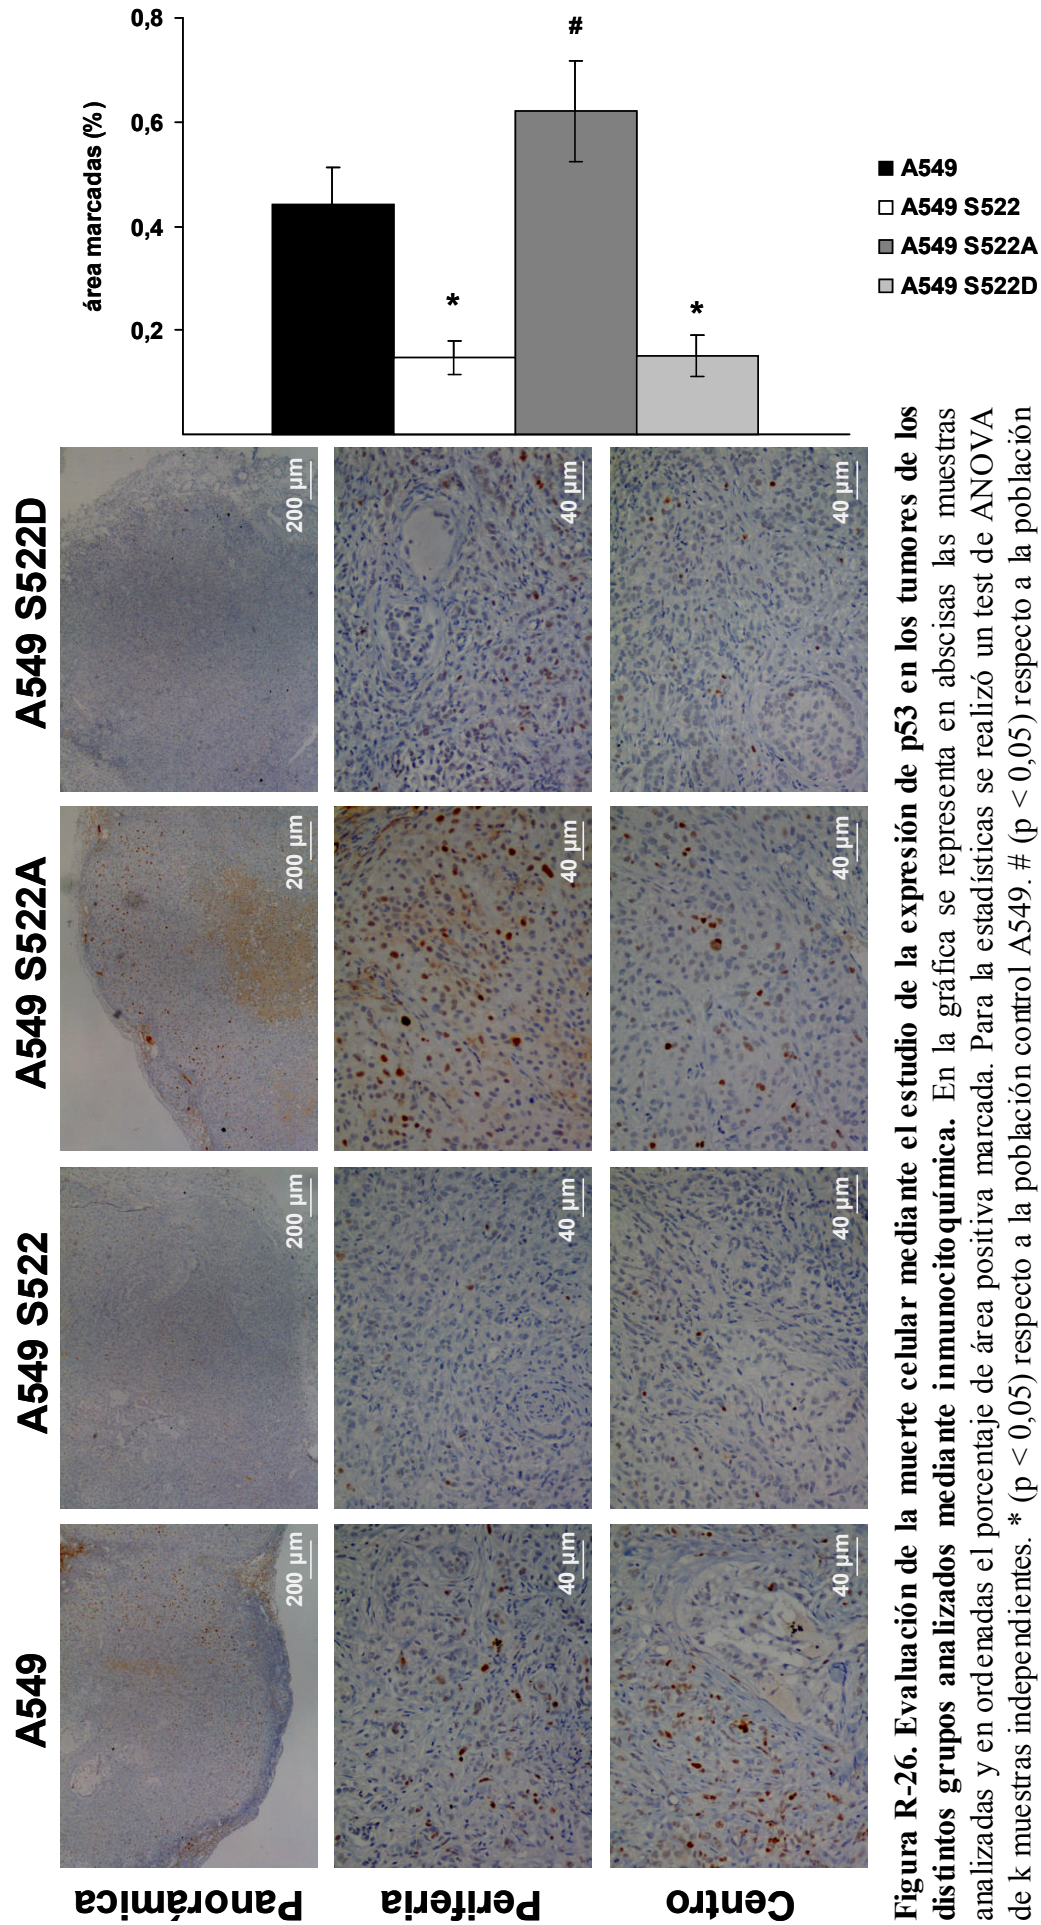 A549
A549 S522
A549 S522A
A549 S522D
Panorámica
200 µm
200 µm
200 µm
200 µm
Periferia
40 µm
40 µm
40 µm
40 µm
Centro
40 µm
40 µm
40 µm
40 µm
área marcadas (%)
0,8
0,6
0,4
0,2
*
#
*
A549
A549 S522
A549 S522A
A549 S522D
Figura R-26. Evaluación de la muerte celular mediante el estudio de la expresión de p53 en los tumores de los
distintos grupos analizados mediante inmunocitoquímica. En la gráfica se representa en abscisas las muestras
analizadas y en ordenadas el porcentaje de área positiva marcada. Para la estadísticas se realizó un test de ANOVA
de k muestras independientes. * (p < 0,05) respecto a la población control A549. # (p < 0,05) respecto a la población